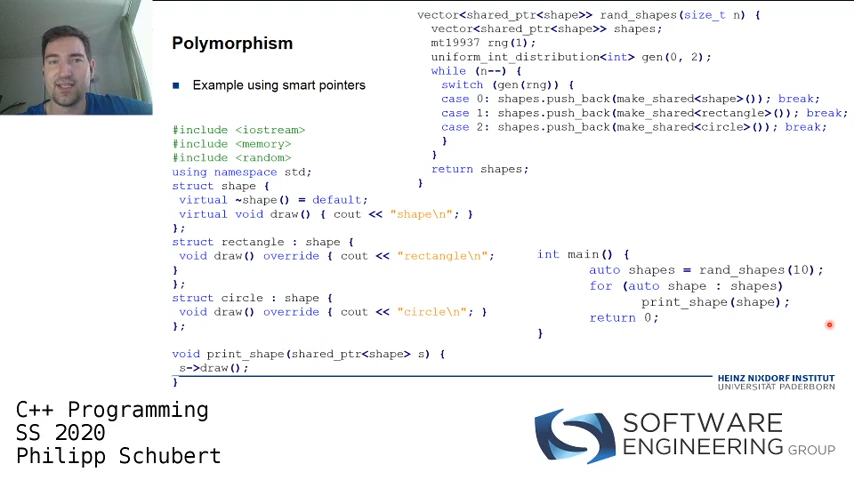 Polymorphism
Example using smart pointers
#include <iostream>
#include <memory>
#include <random>
using namespace std;
struct shape {
virtual ~shape() = default;
virtual void draw() { cout << "shape\n"; }
};
struct rectangle : shape {
void draw() override { cout << "rectangle\n";
}
};
struct circle : shape {
void draw() override { cout << "circle\n"; }
};
void print_shape(shared_ptr<shape> s) {
s->draw();
}
vector<shared_ptr<shape>> rand_shapes(size_t n) {
vector<shared_ptr<shape>> shapes;
mt19937 rng(1);
uniform_int_distribution<int> gen(0, 2);
while (n--) {
switch (gen(rng)) {
case 0: shapes.push_back(make_shared<shape>()); break;
case 1: shapes.push_back(make_shared<rectangle>()); break;
case 2: shapes.push_back(make_shared<circle>()); break;
}
}
return shapes;
}
int main() {
auto shapes = rand_shapes(10);
for (auto shape : shapes)
print_shape(shape);
return 0;
}
HEINZ NIXDORF INSTITUT
UNIVERSITÄT PADERBORN
C++ Programming
SS 2020
Philipp Schubert
SOFTWARE
ENGINEERING GROUP